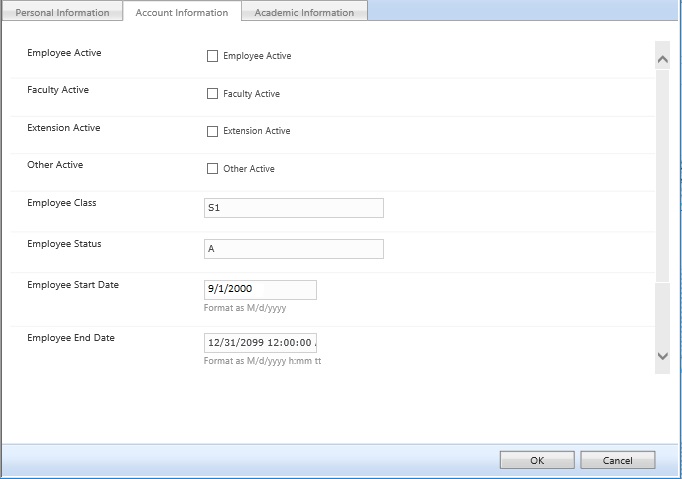 Personal Information Account Information Academic Information
Employee Active Employee Active
Faculty Active Faculty Active
Extension Active Extension Active
Other Active Other Active
Employee Class S1
Employee Status A
Employee Start Date 9/1/2000
Format as M/d/yyyy
Employee End Date 12/31/2099 12:00:00
Format as M/d/yyyy h:mm tt
OK Cancel